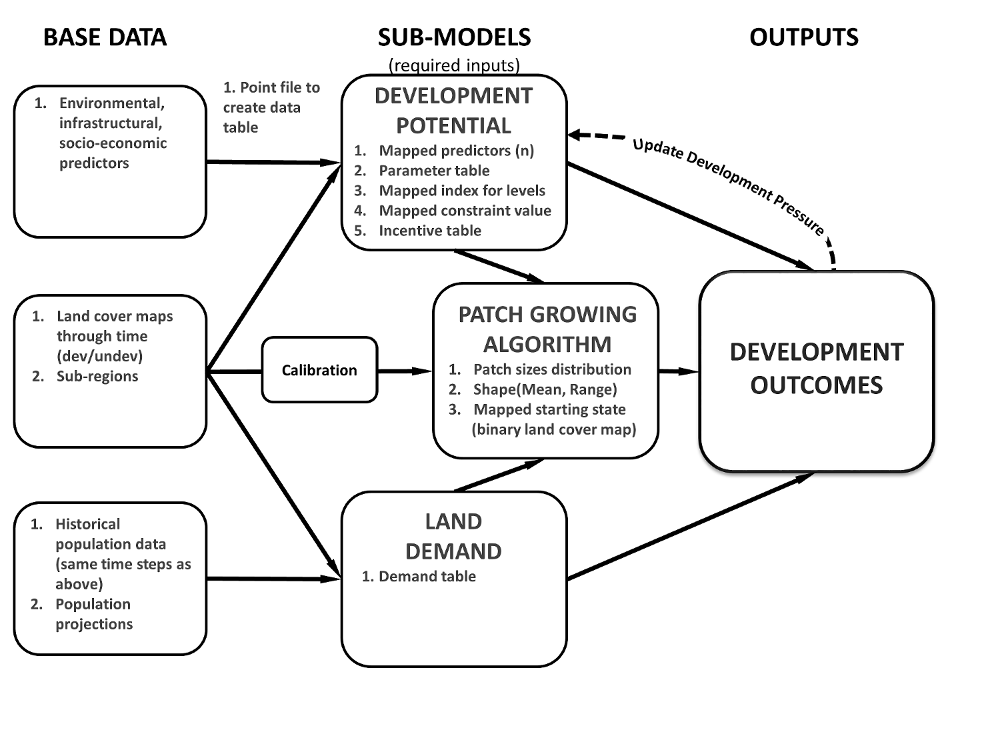 BASE DATA
SUB-MODELS
(required inputs)
OUTPUTS
1. Environmental,
infrastructural,
socio-economic
predictors
1. Point file to
create data
table
DEVELOPMENT
POTENTIAL
1. Mapped predictors (n)
2. Parameter table
3. Mapped index for levels
4. Mapped constraint value
5. Incentive table
Update Development Pressure
1. Land cover maps
through time
(dev/undev)
2. Sub-regions
Calibration
PATCH GROWING
ALGORITHM
1. Patch sizes distribution
2. Shape(Mean, Range)
3. Mapped starting state
(binary land cover map)
DEVELOPMENT
OUTCOMES
1. Historical
population data
(same time steps as
above)
2. Population
projections
LAND
DEMAND
1. Demand table